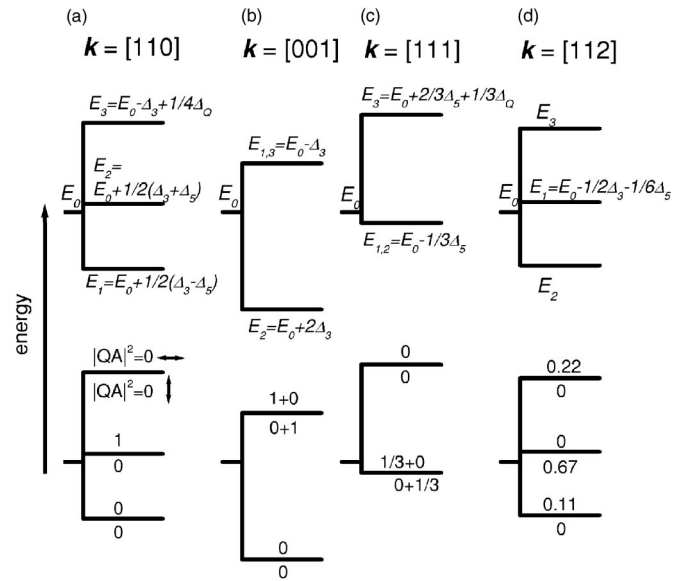 (a) (b) (c) (d)
k = [110] k = [001] k = [111] k = [112]
E₃=E₀-Δ₃+1/4Δ_Q
E₂=
E₀+1/2(Δ₃+Δ₅)
E₀
E₁=E₀+1/2(Δ₃-Δ₅)
E₁,₃=E₀-Δ₃
E₀
E₂=E₀+2Δ₃
E₃=E₀+2/3Δ₅+1/3Δ_Q
E₀
E₁,₂=E₀-1/3Δ₅
E₃
E₀
E₁=E₀-1/2Δ₃-1/6Δ₅
E₂
energy
|QA|²=0
|QA|²=0
1
0
0
0
1+0
0+1
0
0
0
0
1/3+0
0+1/3
0.22
0
0
0.67
0.11
0